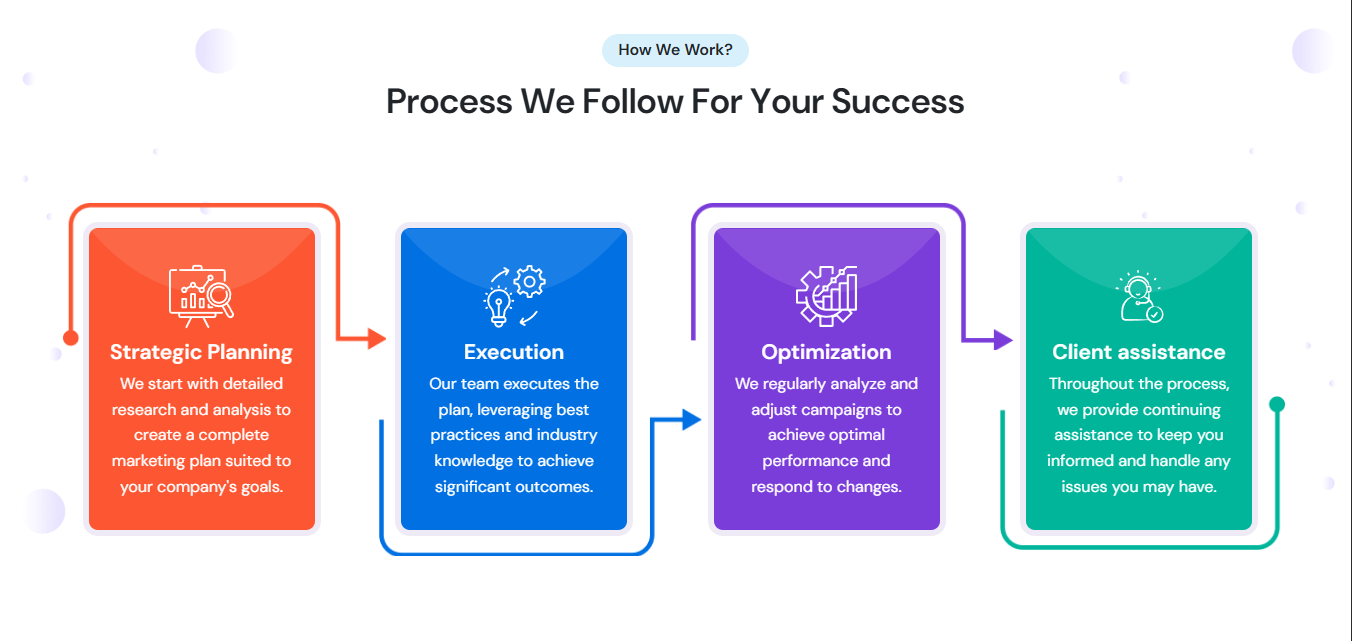 How We Work?
Process We Follow For Your Success
Strategic Planning
We start with detailed
research and analysis to
create a complete
marketing plan suited to
your company's goals.
Execution
Our team executes the
plan, leveraging best
practices and industry
knowledge to achieve
significant outcomes.
Optimization
We regularly analyze and
adjust campaigns to
achieve optimal
performance and
respond to changes.
Client assistance
Throughout the process,
we provide continuing
assistance to keep you
informed and handle any
issues you may have.